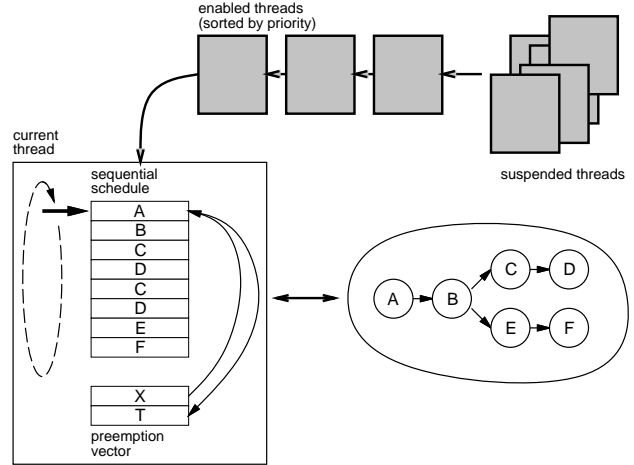 enabled threads
(sorted by priority)
suspended threads
current
thread
sequential
schedule
A
B
C
D
C
D
E
F
X
T
preemption
vector
A
B
C
D
E
F